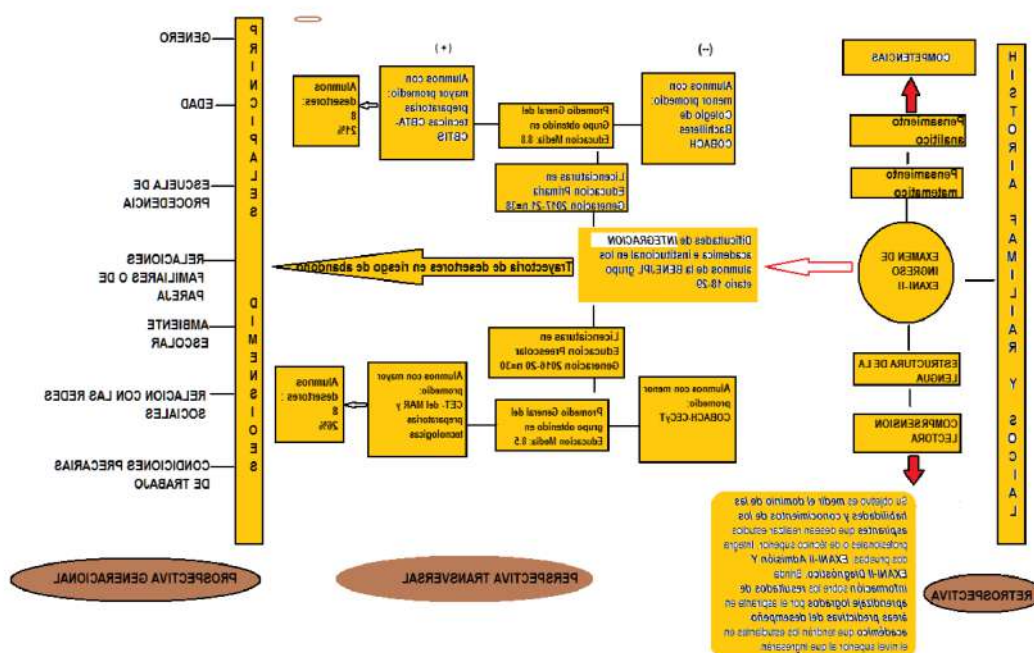 HISTORIA FAMILIAR Y SOCIAL
COMPETENCIAS
Pensamiento
analitico
Pensamiento
matematico
EXAMEN DE
INGRESO
EXANI-II
ESTRUCTURA DE LA
LENGUA
COMPRSENSION
LECTORA
Su objetivo es medir el dominio de las
habilidades y conocimientos de los
aspirantes que desean realizar estudios
profesionales o de técnico superior. Integra
dos pruebas, EXANI-II Admisión Y
EXANI-II Diagnóstico. Brinda
información sobre los resultados de
aprendizaje logrados por el aspirante en
áreas predictivas del desempeño
académico que tendrán los estudiantes en
el nivel superior al que ingresarán.
RETROSPECTIVA
(--)
Alumnos con
menor promedio:
Colegio de
Bachilleres
COBACH
Promedio Gneral del
Grupo obtenido en
Educacion Media: 8.8
(+)
Alumnos con
mayor promedio:
preparatorias
tecnicas CBTA-
CBTIS
Alumnos
desertores:
8
21%
Licenciaturas en
Educacion Primaria
Generacion 2017-21 n=38
Dificultades de INTEGRACION
academica e institucional en los
alumnos de la BENEJPL grupo
etario 18-29
Trayectoria de desertores en riesgo de abandono
Licenciaturas en
Educacion Preescolar
Generacion 2016-20 n=30
Alumnos con menor
promedio:
COBACH-CECyT
Promedio General del
grupo obtenido en
Educacion Media: 8.5
Alumnos con mayor
promedio:
CET- del MAR y
preparatorias
tecnologicas
Alumnos
desertores :
8
26%
PERSPECTIVA TRANSVERSAL
PRINCIPALES DIMENSIOES
GENERO
EDAD
ESCUELA DE
PROCEDENCIA
RELACIONES
FAMILIARES O DE
PAREJA
AMBIENTE
ESCOLAR
RELACION CON LAS REDES
SOCIALES
CONDICIONES PRECARIAS
DE TRABAJO
PROSPECTIVA GENERACIONAL